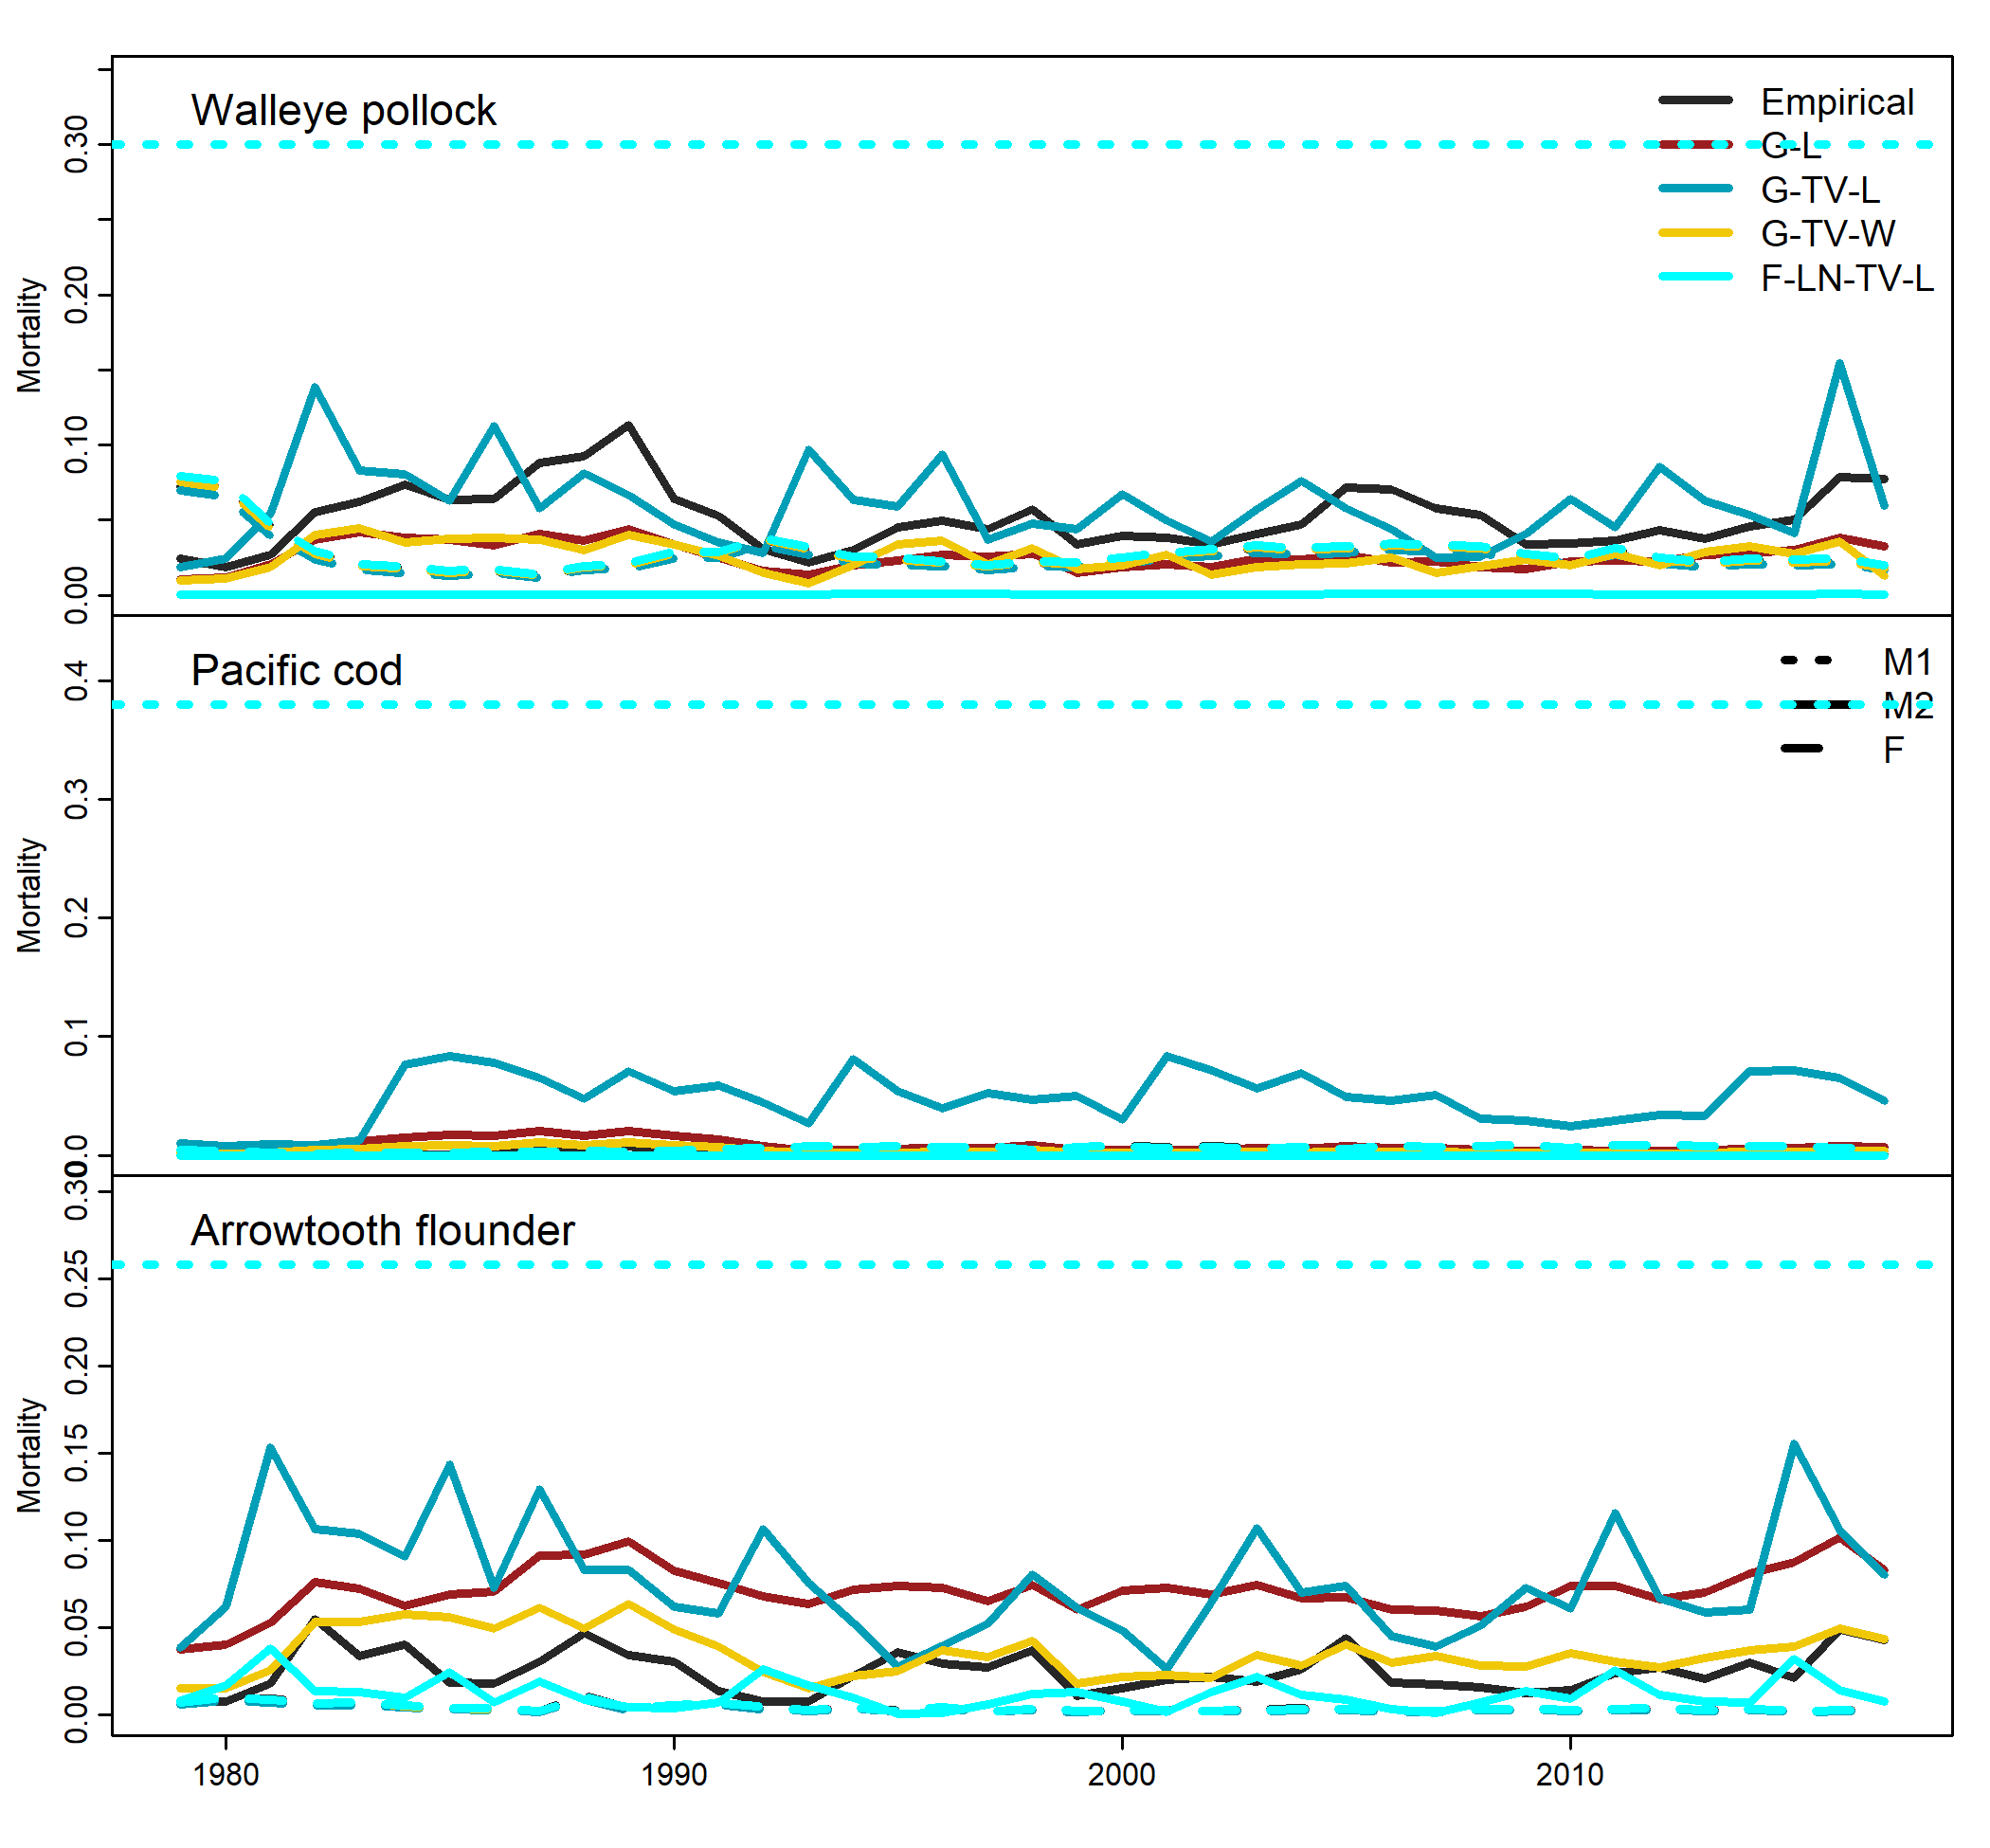 Walleye pollock
Empirical
G-L
G-TV-L
G-TV-W
F-LN-TV-L
Mortality
0.30
0.20
0.10
0.00
Pacific cod
M1
M2
F
Mortality
0.4
0.3
0.2
0.1
0.0
Arrowtooth flounder
Mortality
0.30
0.25
0.20
0.15
0.10
0.05
0.00
1980 1990 2000 2010